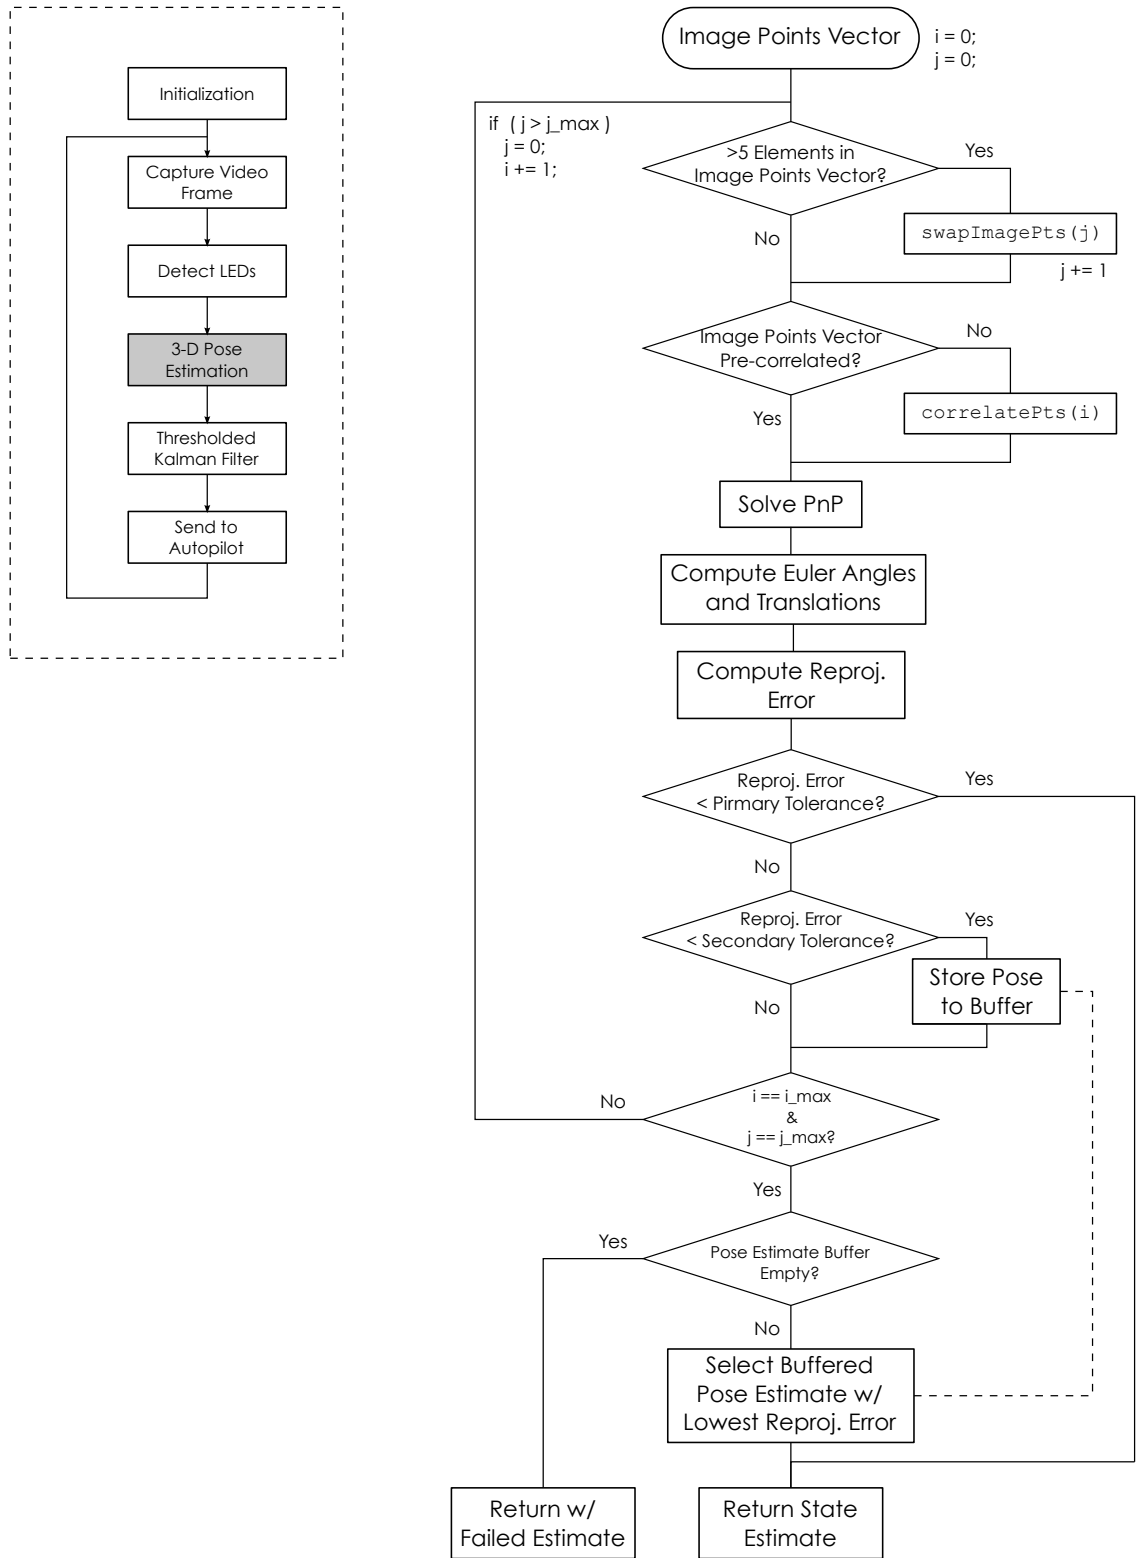 Initialization
Capture Video
Frame
Detect LEDs
3-D Pose
Estimation
Thresholded
Kalman Filter
Send to
Autopilot
Image Points Vector
i = 0;
j = 0;
if ( j > j_max )
j = 0;
i += 1;
>5 Elements in
Image Points Vector?
Yes
swapImagePts(j)
j += 1
No
Image Points Vector
Pre-correlated?
No
correlatePts(i)
Yes
Solve PnP
Compute Euler Angles
and Translations
Compute Reproj.
Error
Reproj. Error
< Pirmary Tolerance?
Yes
No
Reproj. Error
< Secondary Tolerance?
Yes
Store Pose
to Buffer
No
i == i_max
&
j == j_max?
No
Yes
Pose Estimate Buffer
Empty?
Yes
No
Select Buffered
Pose Estimate w/
Lowest Reproj. Error
Return w/
Failed Estimate
Return State
Estimate